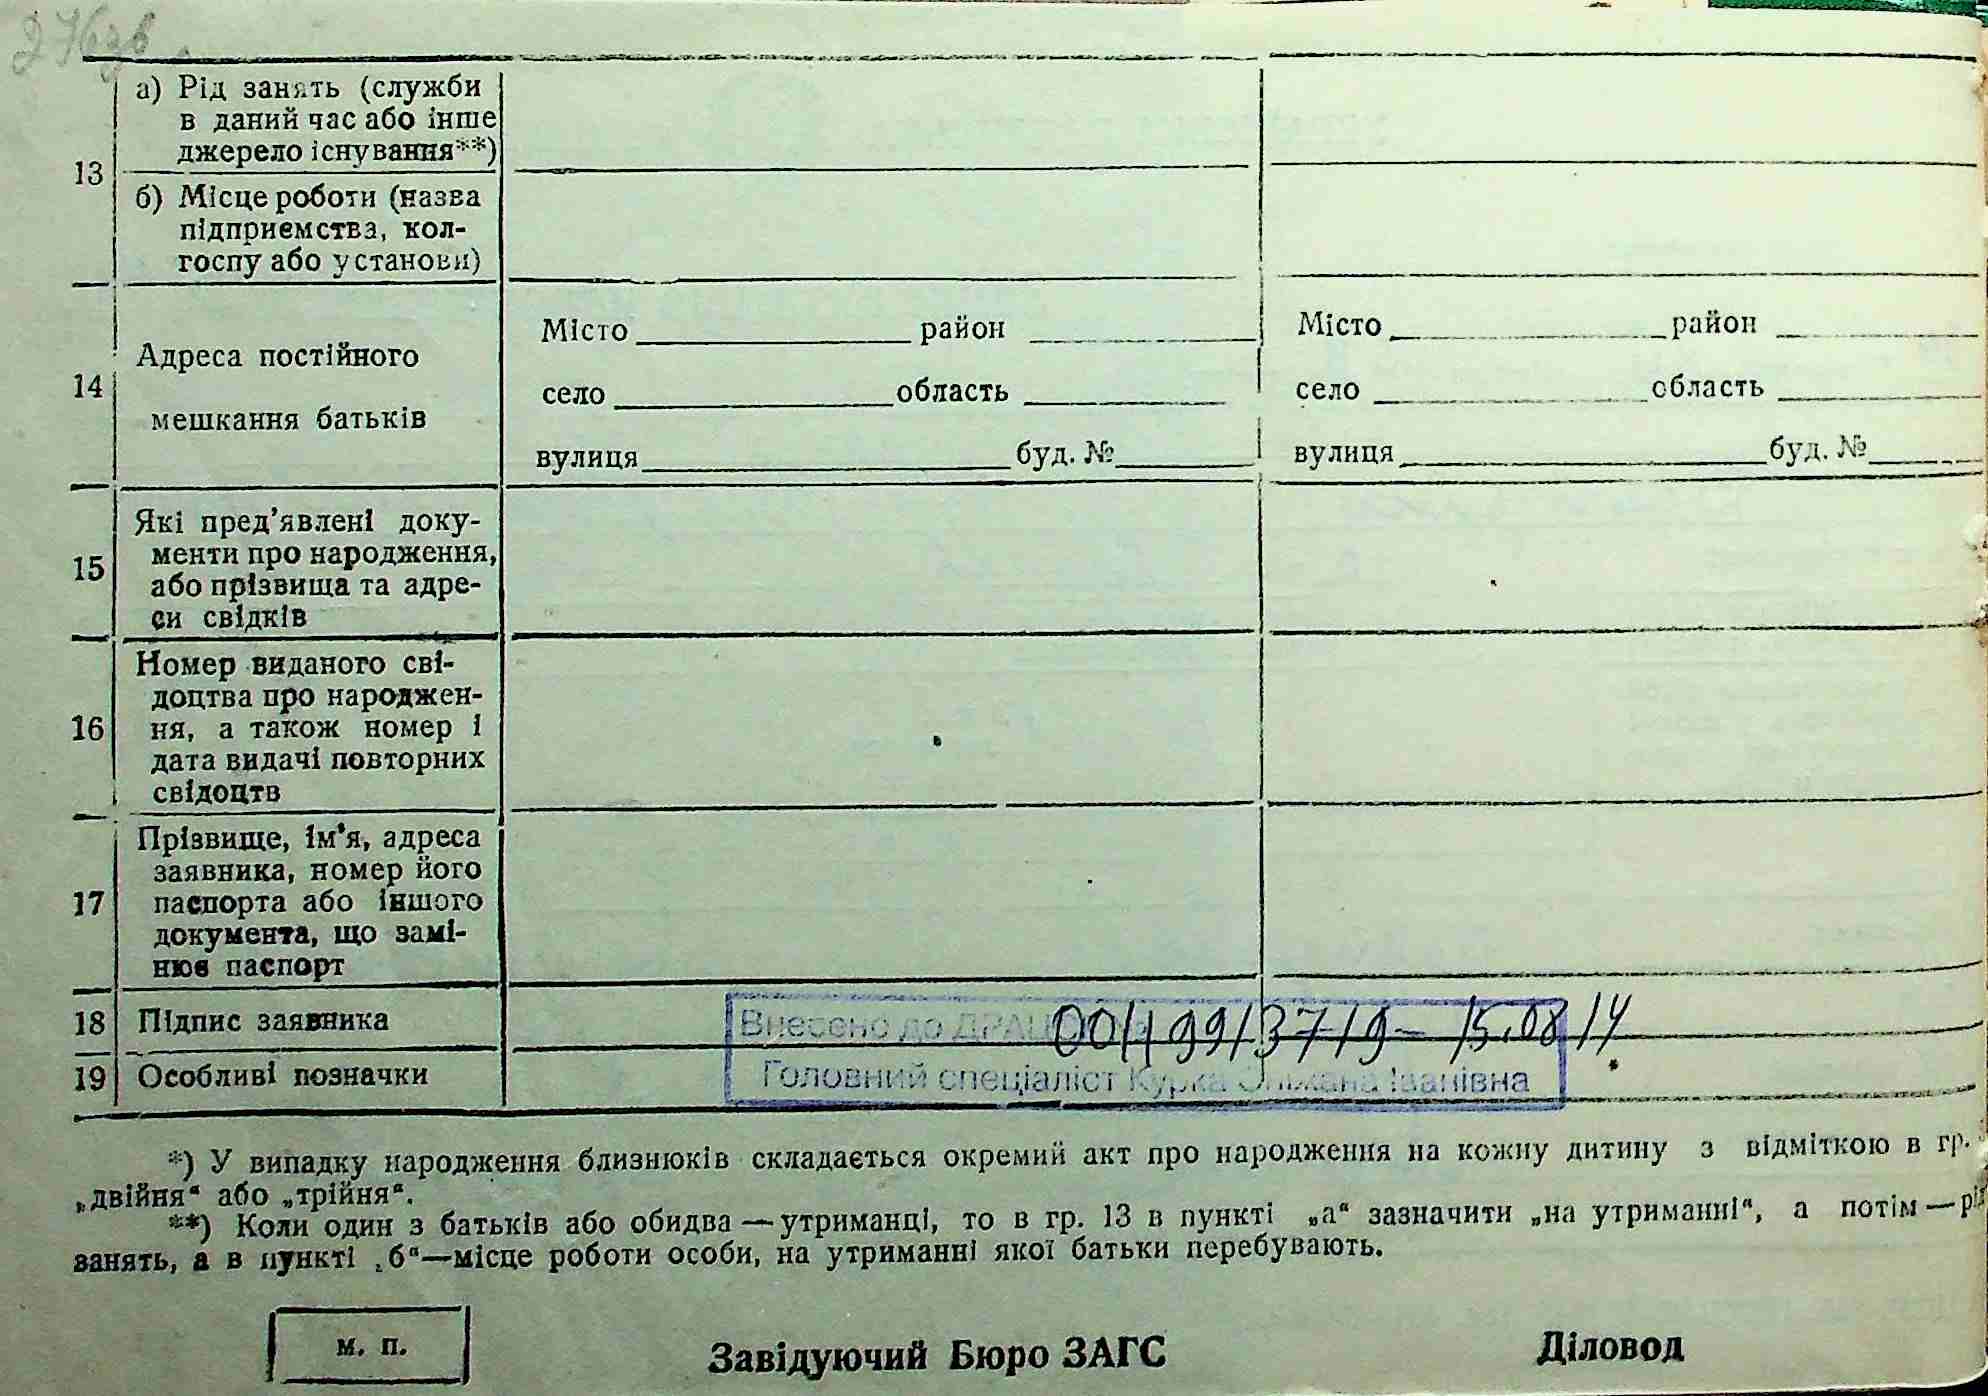 276зв
а) Рід занять (служби
в даний час або інше
джерело існування**)
13
б) Місце роботи (назва
підприємства, кол-
госпу або установи)
Місто район
Місто район
Адреса постійного
14
село область
село область
мешкання батьків
вулиця буд. №
вулиця буд. №
Які пред’явлені доку-
менти про народження,
15
або прізвища та адре-
си свідків
Номер виданого сві-
доцтва про народжен-
16
ня, а також номер і
дата видачі повторних
свідоцтв
Прізвище, ім’я, адреса
заявника, номер його
17
паспорта або іншого
документа, що замі-
нює паспорт
18 Підпис заявника
Внесено до 00119913719 – 15.08.14
19 Особливі позначки
Головний спеціаліст Курка Іванівна
*) У випадку народження близнюків складається окремий акт про народження на кожну дитину з відміткою в гр.
„двійня“ або „трійня“.
**) Коли один з батьків або обидва — утриманці, то в гр. 13 в пункті „а“ зазначити „на утриманні“, а потім — рід
занять, а в пункті „б“—місце роботи особи, на утриманні якої батьки перебувають.
м. п.
Завідуючий Бюро ЗАГС
Діловод